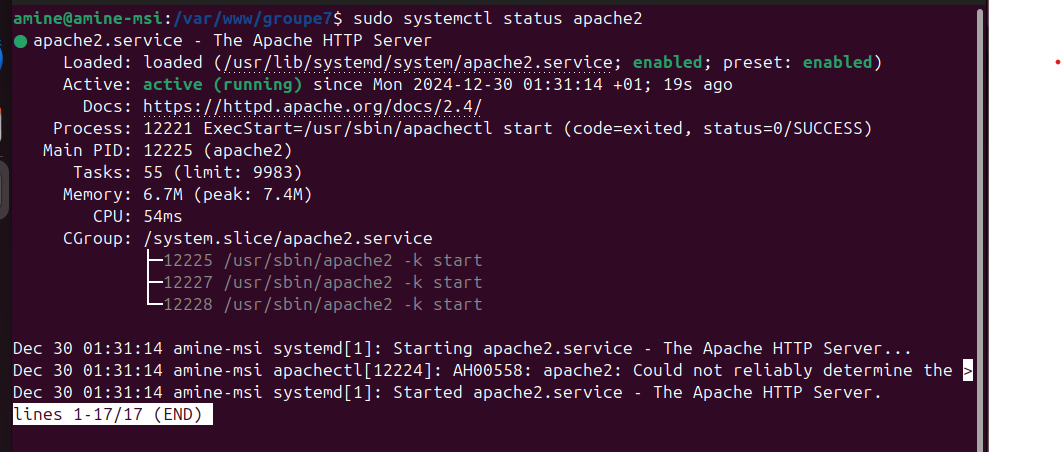 amine@amine-msi:/var/www/groupe7$ sudo systemctl status apache2
● apache2.service - The Apache HTTP Server
     Loaded: loaded (/usr/lib/systemd/system/apache2.service; enabled; preset: enabled)
     Active: active (running) since Mon 2024-12-30 01:31:14 +01; 19s ago
       Docs: https://httpd.apache.org/docs/2.4/
    Process: 12221 ExecStart=/usr/sbin/apachectl start (code=exited, status=0/SUCCESS)
   Main PID: 12225 (apache2)
      Tasks: 55 (limit: 9983)
     Memory: 6.7M (peak: 7.4M)
        CPU: 54ms
     CGroup: /system.slice/apache2.service
             ├─12225 /usr/sbin/apache2 -k start
             ├─12227 /usr/sbin/apache2 -k start
             └─12228 /usr/sbin/apache2 -k start

Dec 30 01:31:14 amine-msi systemd[1]: Starting apache2.service - The Apache HTTP Server...
Dec 30 01:31:14 amine-msi apachectl[12224]: AH00558: apache2: Could not reliably determine the >
Dec 30 01:31:14 amine-msi systemd[1]: Started apache2.service - The Apache HTTP Server.
lines 1-17/17 (END)